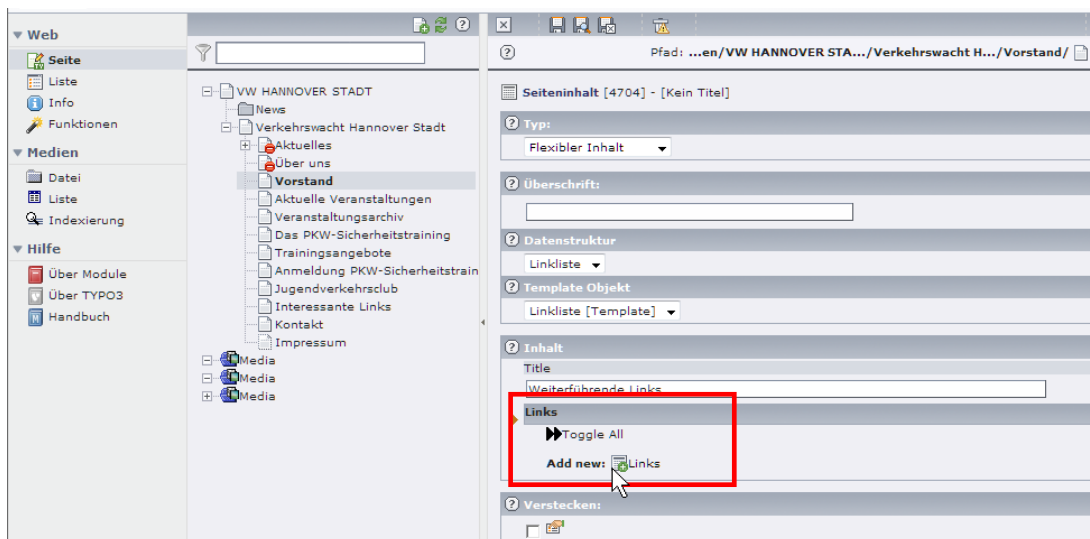 Web
Seite
Liste
Info
Funktionen
Medien
Datei
Liste
Indexierung
Hilfe
Über Module
Über TYPO3
Handbuch
VW HANNOVER STADT
News
Verkehrswacht Hannover Stadt
Aktuelles
Über uns
Vorstand
Aktuelle Veranstaltungen
Veranstaltungsarchiv
Das PKW-Sicherheitstraining
Trainingsangebote
Anmeldung PKW-Sicherheitstrain
Jugendverkehrsclub
Interessante Links
Kontakt
Impressum
Media
Media
Media
Pfad: ...en/VW HANNOVER STA.../Verkehrswacht H.../Vorstand/
Seiteninhalt [4704] - [Kein Titel]
Typ:
Flexibler Inhalt
Überschrift:
Datenstruktur
Linkliste
Template Objekt
Linkliste [Template]
Inhalt
Title
Weiterführende Links
Links
Toggle All
Add new: Links
Verstecken: